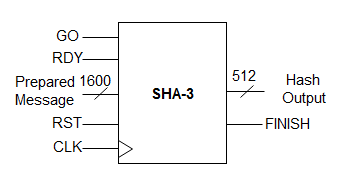 GO
RDY
Prepared 1600
Message
RST
CLK
SHA-3
512 Hash
Output
FINISH